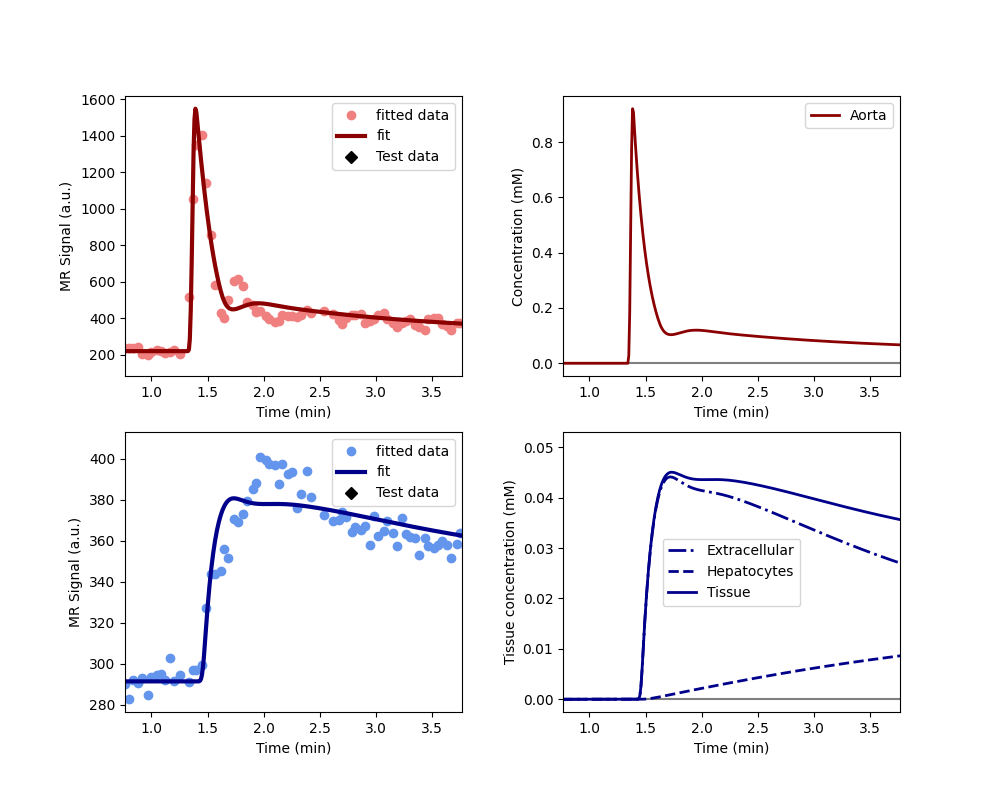 1600
1400
1200
1000
800
600
400
200
MR Signal (a.u.)
fitted data
fit
Test data
1.0 1.5 2.0 2.5 3.0 3.5
Time (min)
0.8
0.6
0.4
0.2
0.0
Concentration (mM)
Aorta
1.0 1.5 2.0 2.5 3.0 3.5
Time (min)
400
380
360
340
320
300
280
MR Signal (a.u.)
fitted data
fit
Test data
1.0 1.5 2.0 2.5 3.0 3.5
Time (min)
0.05
0.04
0.03
0.02
0.01
0.00
Tissue concentration (mM)
Extracellular
Hepatocytes
Tissue
1.0 1.5 2.0 2.5 3.0 3.5
Time (min)